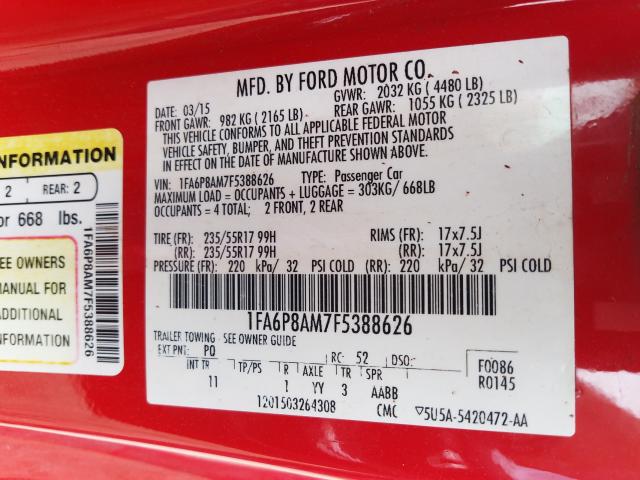 MFD. BY FORD MOTOR CO.
DATE: 03/15 GVWR: 2032 KG ( 4480 LB)
FRONT GAWR: 982 KG ( 2165 LB) REAR GAWR: 1055 KG ( 2325 LB)
THIS VEHICLE CONFORMS TO ALL APPLICABLE FEDERAL MOTOR
VEHICLE SAFETY, BUMPER, AND THEFT PREVENTION STANDARDS
IN EFFECT ON THE DATE OF MANUFACTURE SHOWN ABOVE.
VIN: 1FA6P8AM7F5388626 TYPE: Passenger Car
MAXIMUM LOAD = OCCUPANTS + LUGGAGE = 303KG/ 668LB
OCCUPANTS = 4 TOTAL; 2 FRONT, 2 REAR
TIRE (FR): 235/55R17 99H RIMS (FR): 17x7.5J
(RR): 235/55R17 99H (RR): 17x7.5J
PRESSURE (FR): 220 kPa/ 32 PSI COLD (RR): 220 kPa/ 32 PSI COLD
1FA6P8AM7F5388626
TRAILER TOWING - SEE OWNER GUIDE
EXT PNT: PQ RC: 52 DSO: F0086
INT TR TP/PS R AXLE TR SPR R0145
11 I YY 3 AABB
1201503264308 CMC ▽5U5A-5420472-AA
INFORMATION
2 REAR: 2
or 668 lbs.
EE OWNERS
MANUAL FOR
ADDITIONAL
INFORMATION
1FA6P8AM7F5388626